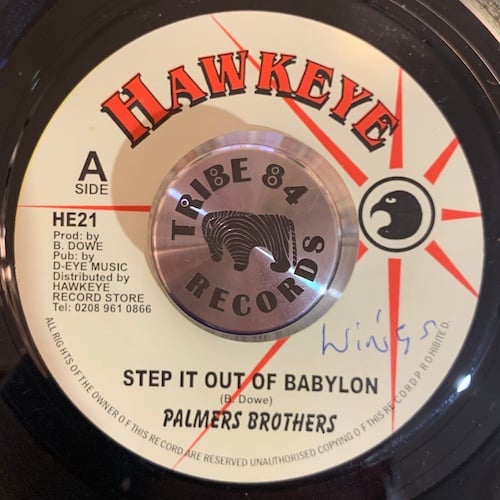 HAWKEYE
A
SIDE
HE21
Prod: by
B. DOWE
Pub: by
D-EYE MUSIC
Distributed by
HAWKEYE
RECORD STORE
Tel: 0208 961 0866
TRIBE 84
RECORDS
Wings
STEP IT OUT OF BABYLON
(B. Dowe)
PALMERS BROTHERS
ALL RIGHTS OF THE OWNER OF THIS RECORD ARE RESERVED UNAUTHORISED COPYING OF THIS RECORD PROHIBITED.